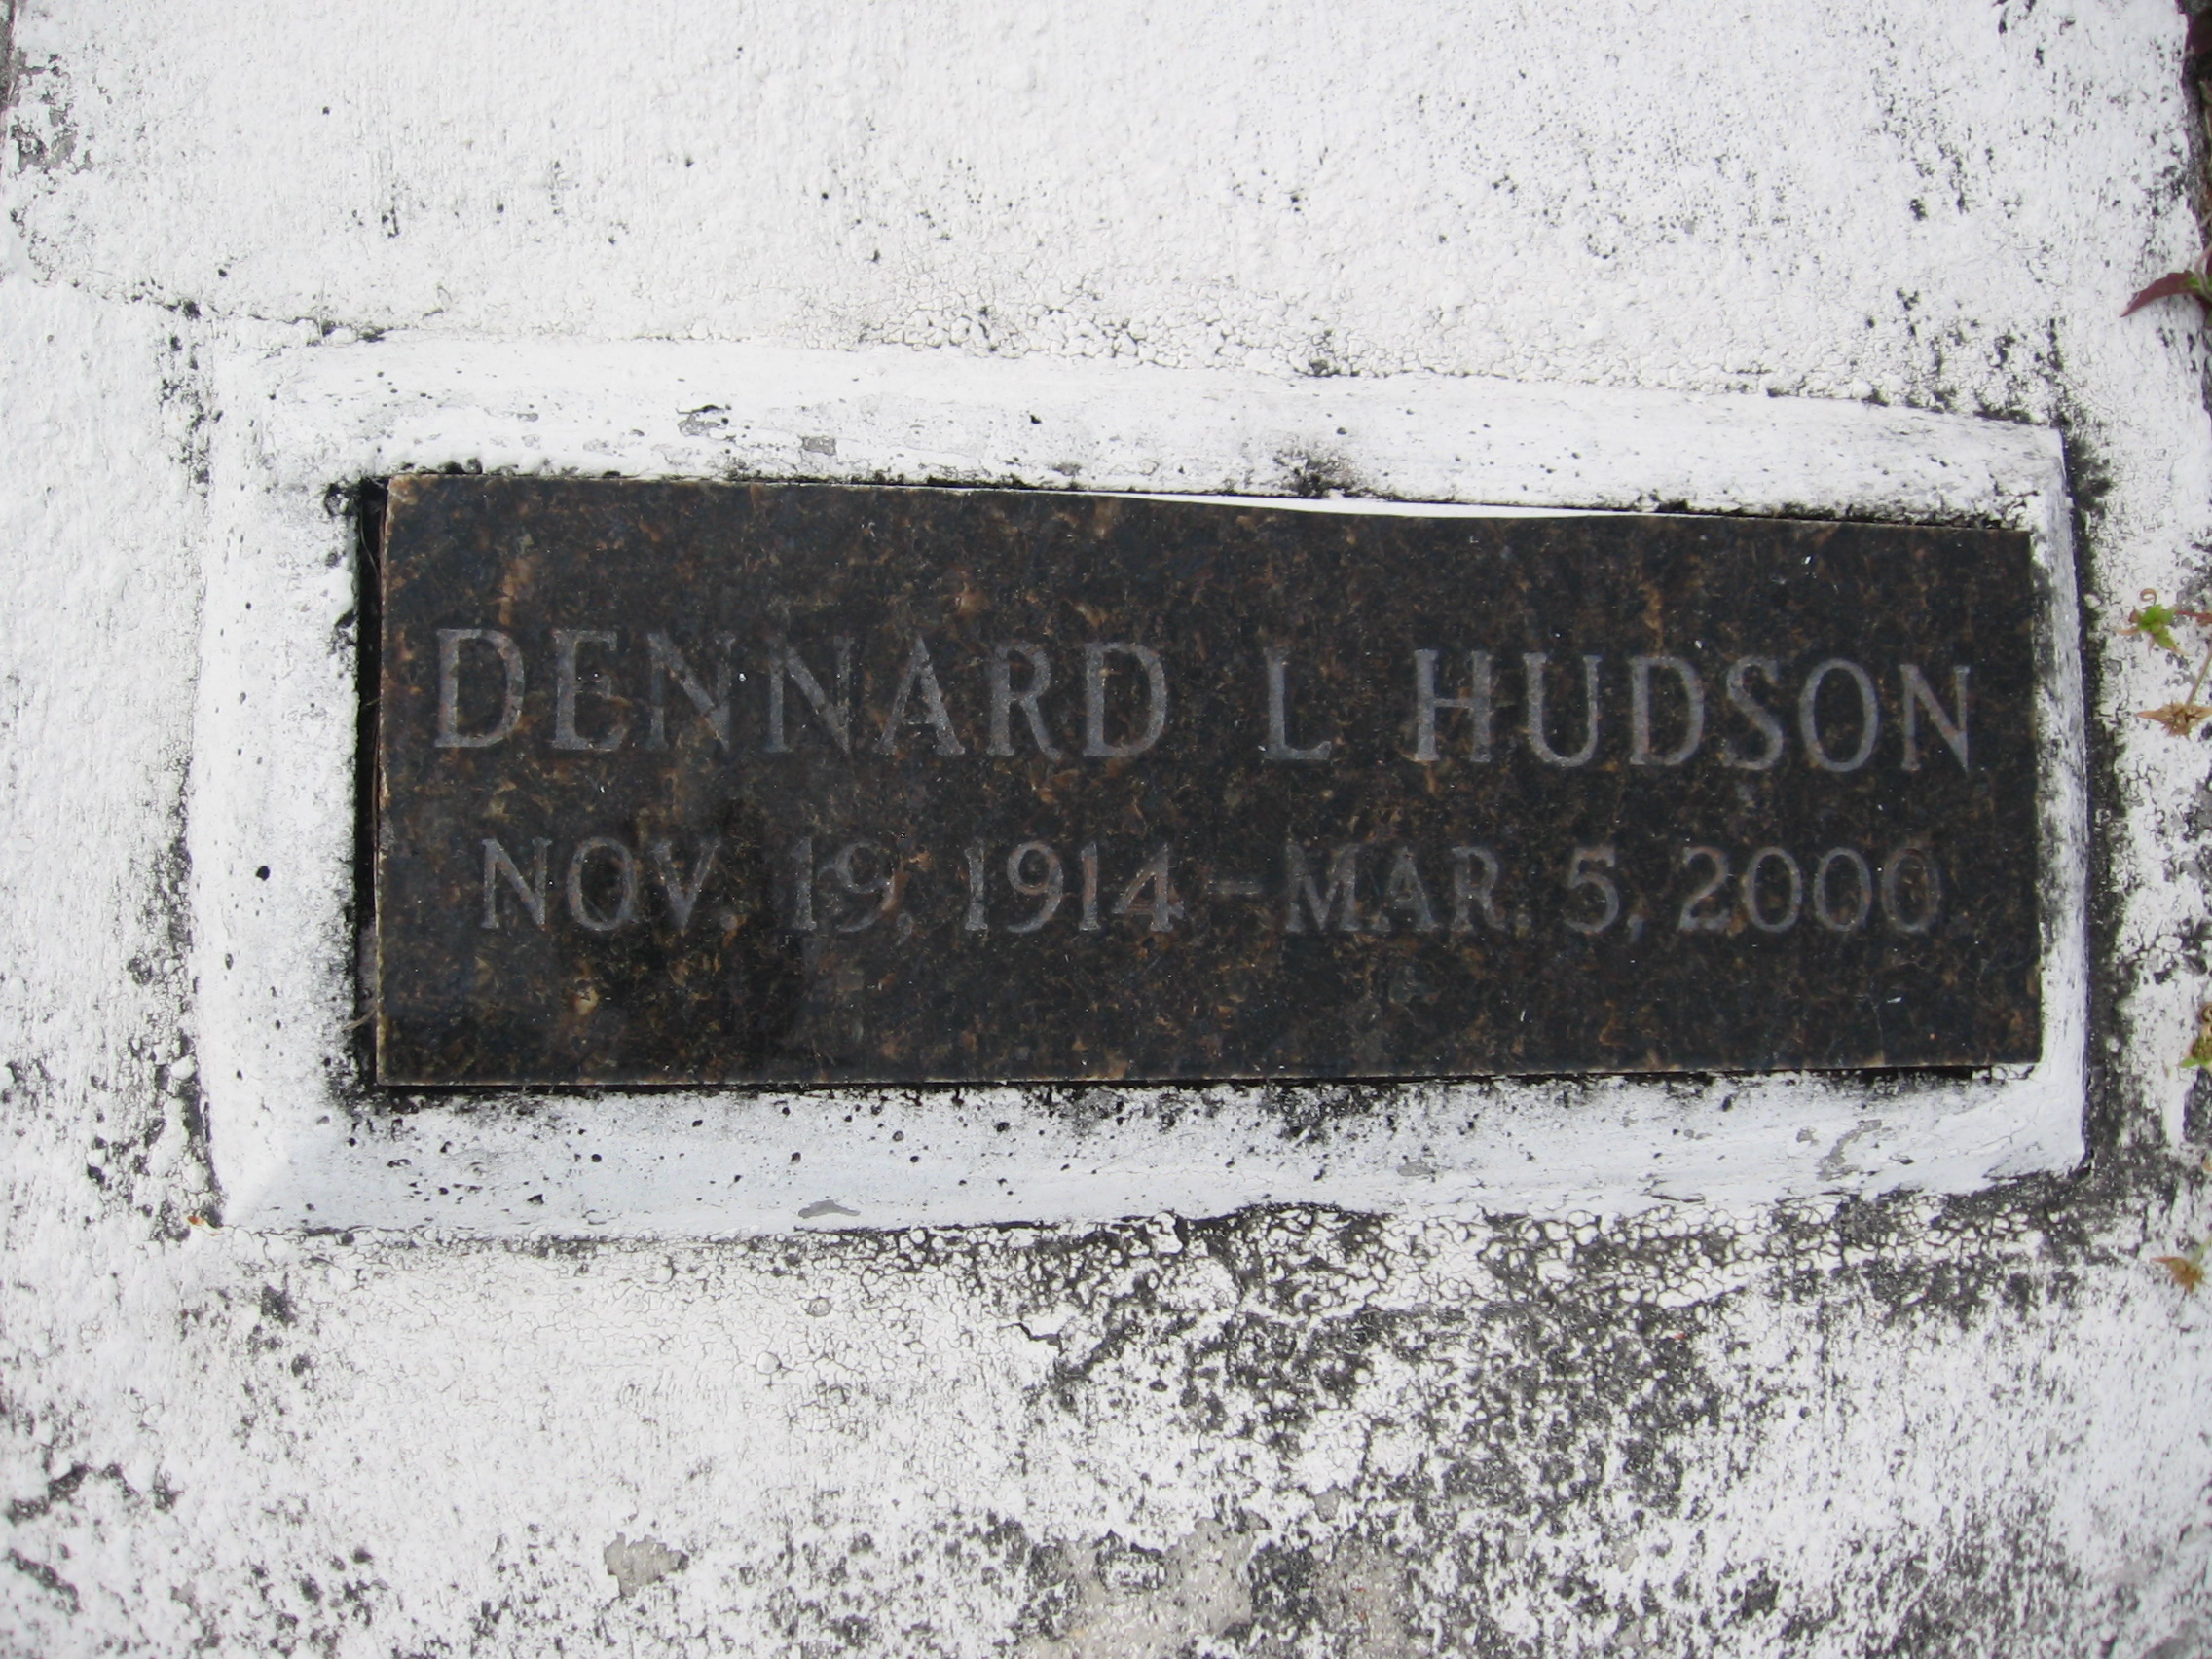 DENNARD L HUDSON
NOV. 19, 1914 - MAR. 5, 2000